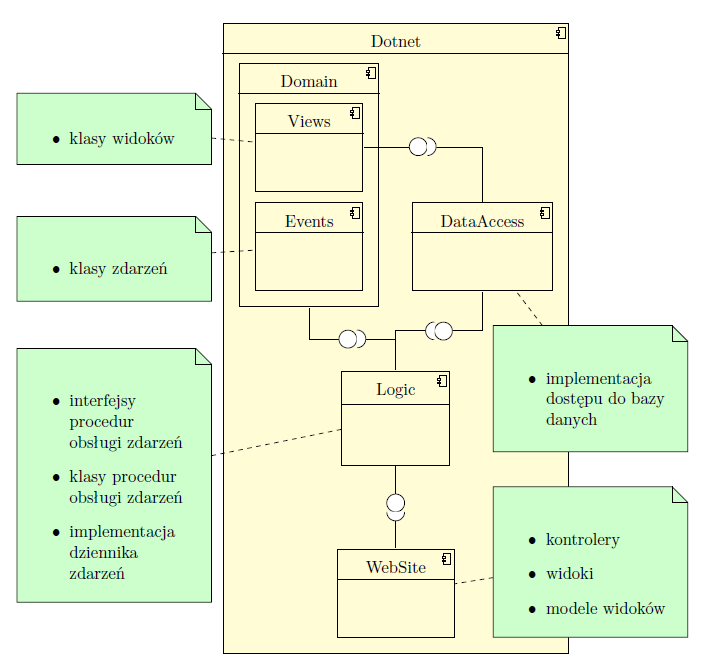 Dotnet
Domain
Views
• klasy widoków
Events
DataAccess
• klasy zdarzeń
• implementacja
dostępu do bazy
danych
Logic
• interfejsy
procedur
obsługi zdarzeń
• klasy procedur
obsługi zdarzeń
• implementacja
dziennika
zdarzeń
WebSite
• kontrolery
• widoki
• modele widoków